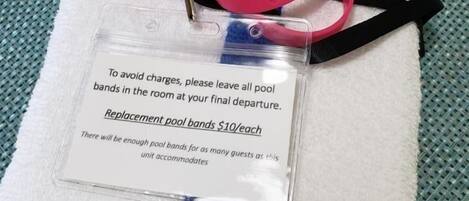 To avoid charges, please leave all pool
bands in the room at your final departure.
Replacement pool bands $10/each
There will be enough pool bands for as many guests as this
unit accommodates